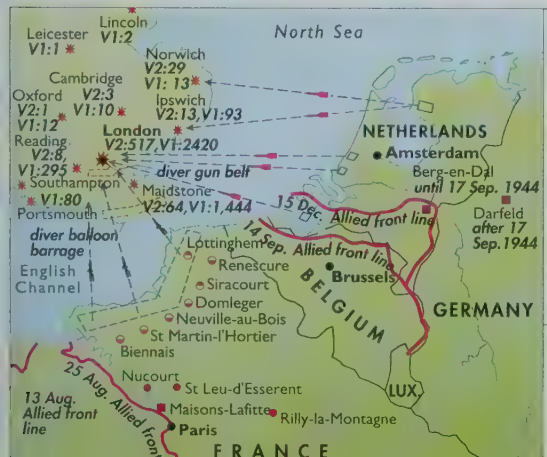 Lincoln
V1:2
Leicester
V1:1
North Sea
Norwich
V2:29
V1: 13
Cambridge
V2:3
V1:10
Oxford
V2:1
V1:12
Ipswich
V2:13,V1:93
London
V2:517,V1:2420
Reading
V2:8,
V1:295
diver gun belt
Southampton
V1:80
Portsmouth
Maidstone
V2:64,V1:1,444
diver balloon
barrage
English
Channel
NETHERLANDS
Amsterdam
Berg-en-Dal
until 17 Sep. 1944
Darfeld
after 17
Sep.1944
15 Dec.
Allied front line
14 Sep. Allied front line
Lottinghem
Renescure
Siracourt
Domleger
Neuville-au-Bois
St Martin-l'Hortier
Biennais
Brussels
BELGIUM
GERMANY
LUX.
13 Aug.
Allied front
line
25 Aug. Allied front
Nucourt
St Leu-d'Esserent
Maisons-Lafitte
Rilly-la-Montagne
Paris
FRANCE